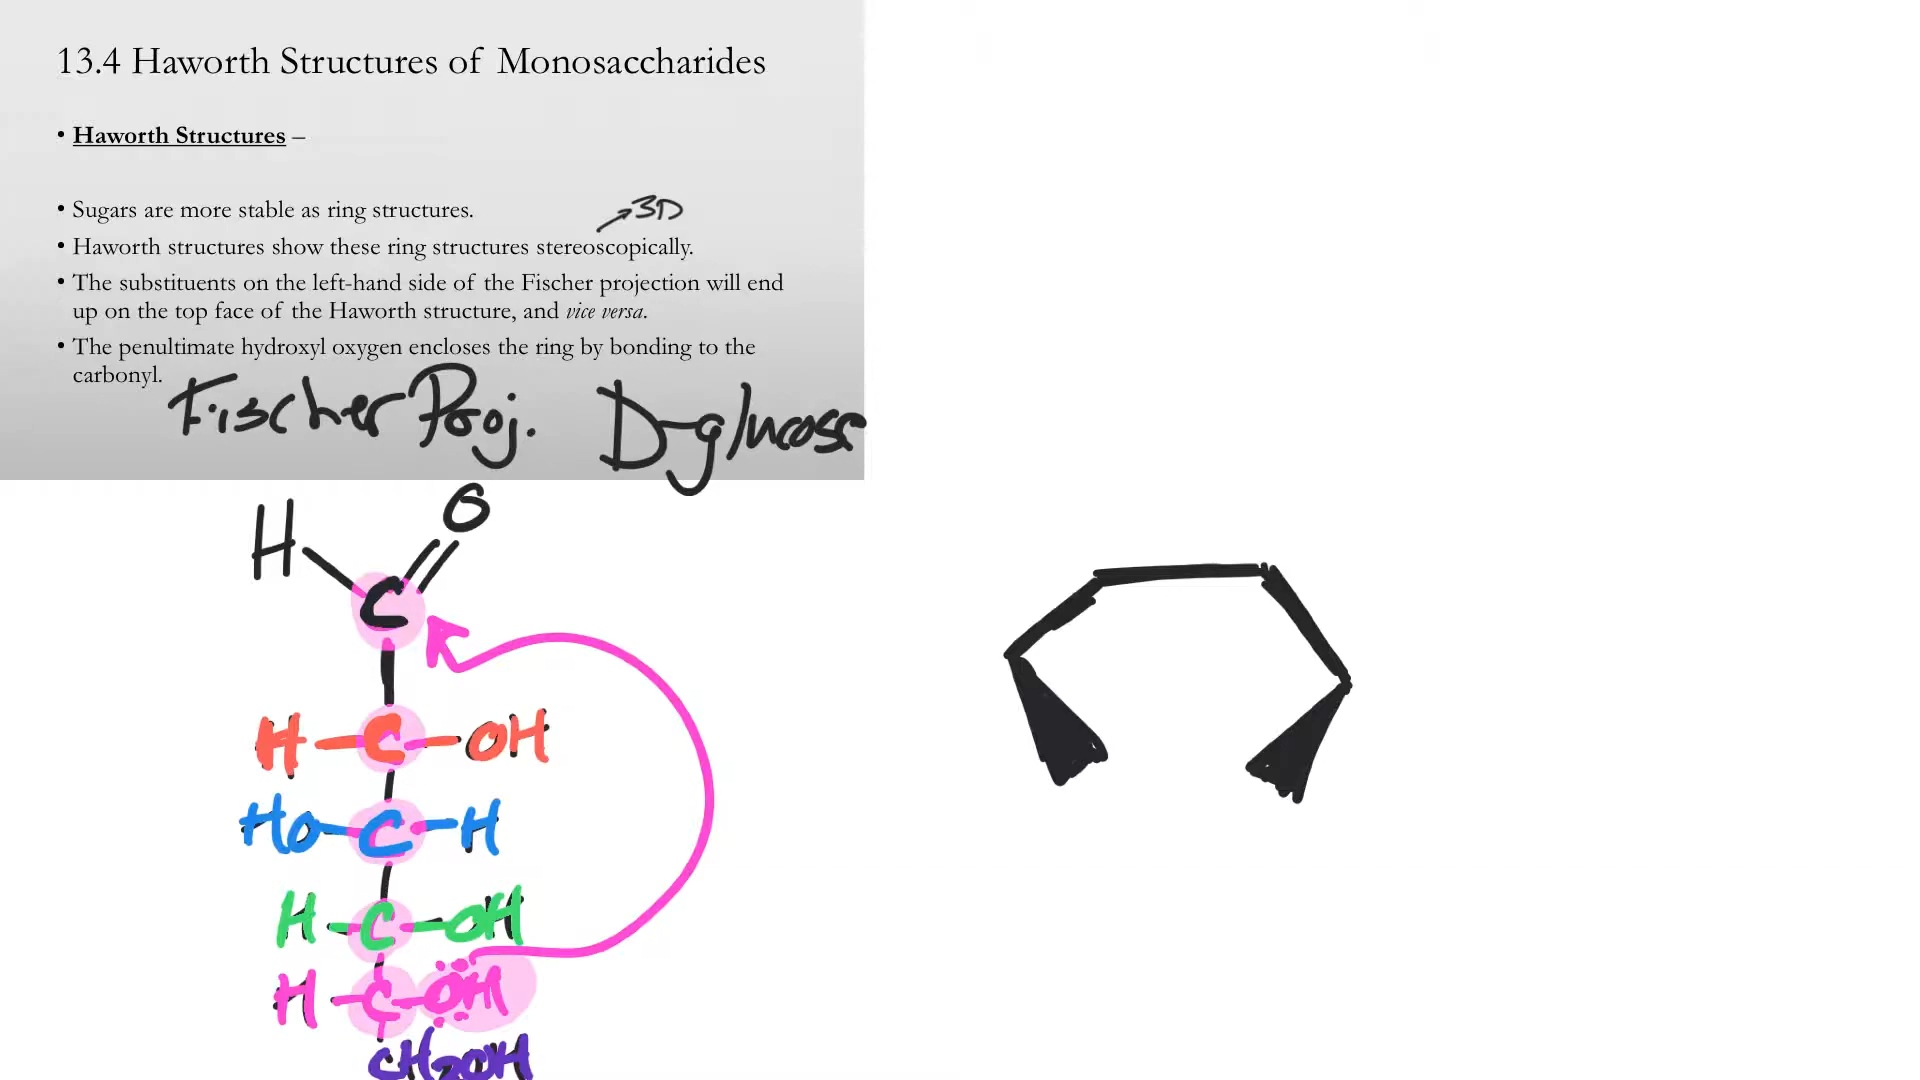 13.4 Haworth Structures of Monosaccharides
• Haworth Structures –
• Sugars are more stable as ring structures.
3D
• Haworth structures show these ring structures stereoscopically.
• The substituents on the left-hand side of the Fischer projection will end
up on the top face of the Haworth structure, and vice versa.
• The penultimate hydroxyl oxygen encloses the ring by bonding to the
carbonyl.
Fischer Proj. D-glucose
H O
C
H-C-OH
HO-C-H
H-C-OH
H-C-OH
CH2OH